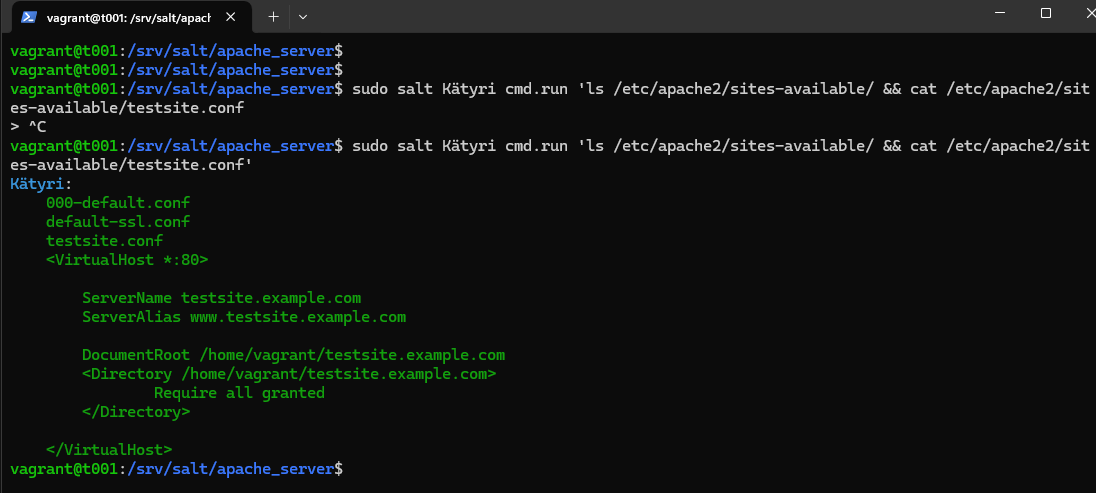 vagrant@t001: /srv/salt/apach
vagrant@t001:/srv/salt/apache_server$
vagrant@t001:/srv/salt/apache_server$
vagrant@t001:/srv/salt/apache_server$ sudo salt Kätyri cmd.run 'ls /etc/apache2/sites-available/ && cat /etc/apache2/sit
es-available/testsite.conf
> ^C
vagrant@t001:/srv/salt/apache_server$ sudo salt Kätyri cmd.run 'ls /etc/apache2/sites-available/ && cat /etc/apache2/sit
es-available/testsite.conf'
Kätyri:
    000-default.conf
    default-ssl.conf
    testsite.conf
    <VirtualHost *:80>

        ServerName testsite.example.com
        ServerAlias www.testsite.example.com

        DocumentRoot /home/vagrant/testsite.example.com
        <Directory /home/vagrant/testsite.example.com>
                Require all granted
        </Directory>

    </VirtualHost>
vagrant@t001:/srv/salt/apache_server$